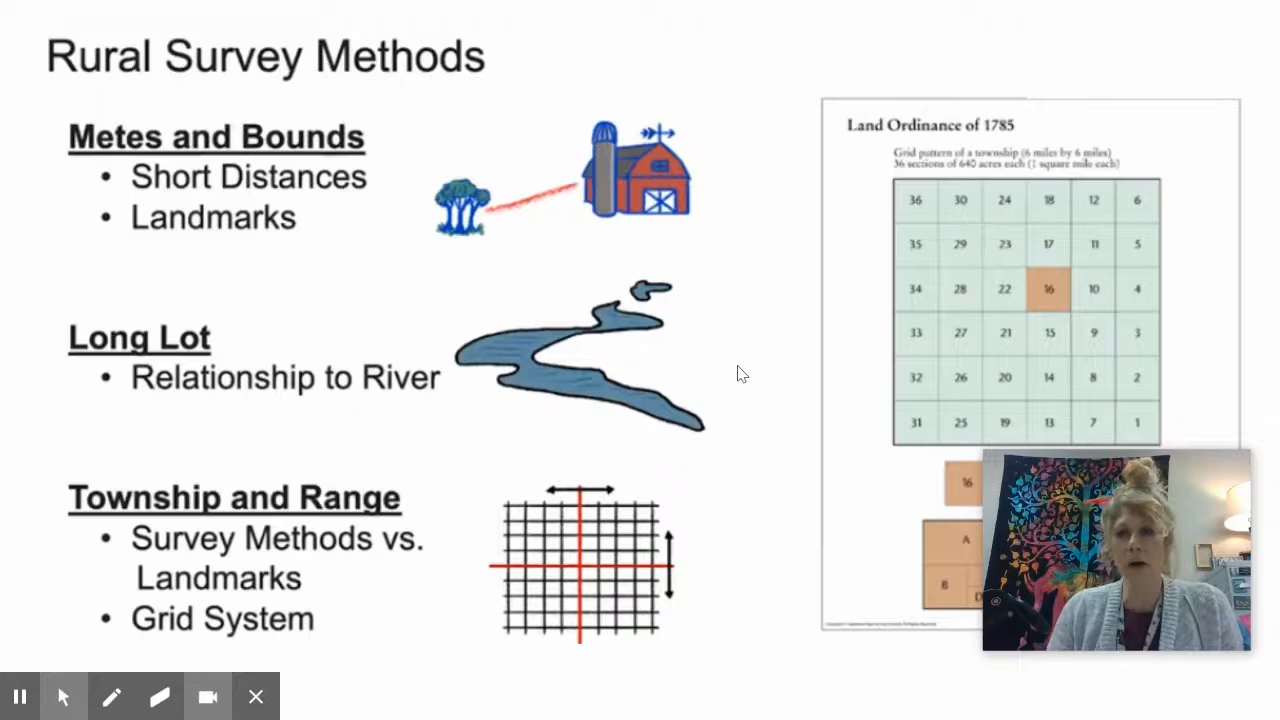 Rural Survey Methods
Metes and Bounds
• Short Distances
• Landmarks
Long Lot
• Relationship to River
Township and Range
• Survey Methods vs.
Landmarks
• Grid System
Land Ordinance of 1785
Grid pattern of a township (6 miles by 6 miles)
36 sections of 640 acres each (1 square mile each)
36 30 24 18 12 6
35 29 23 17 11 5
34 28 22 16 10 4
33 27 21 15 9 3
32 26 20 14 8 2
31 25 19 13 7 1
16
A
B
D